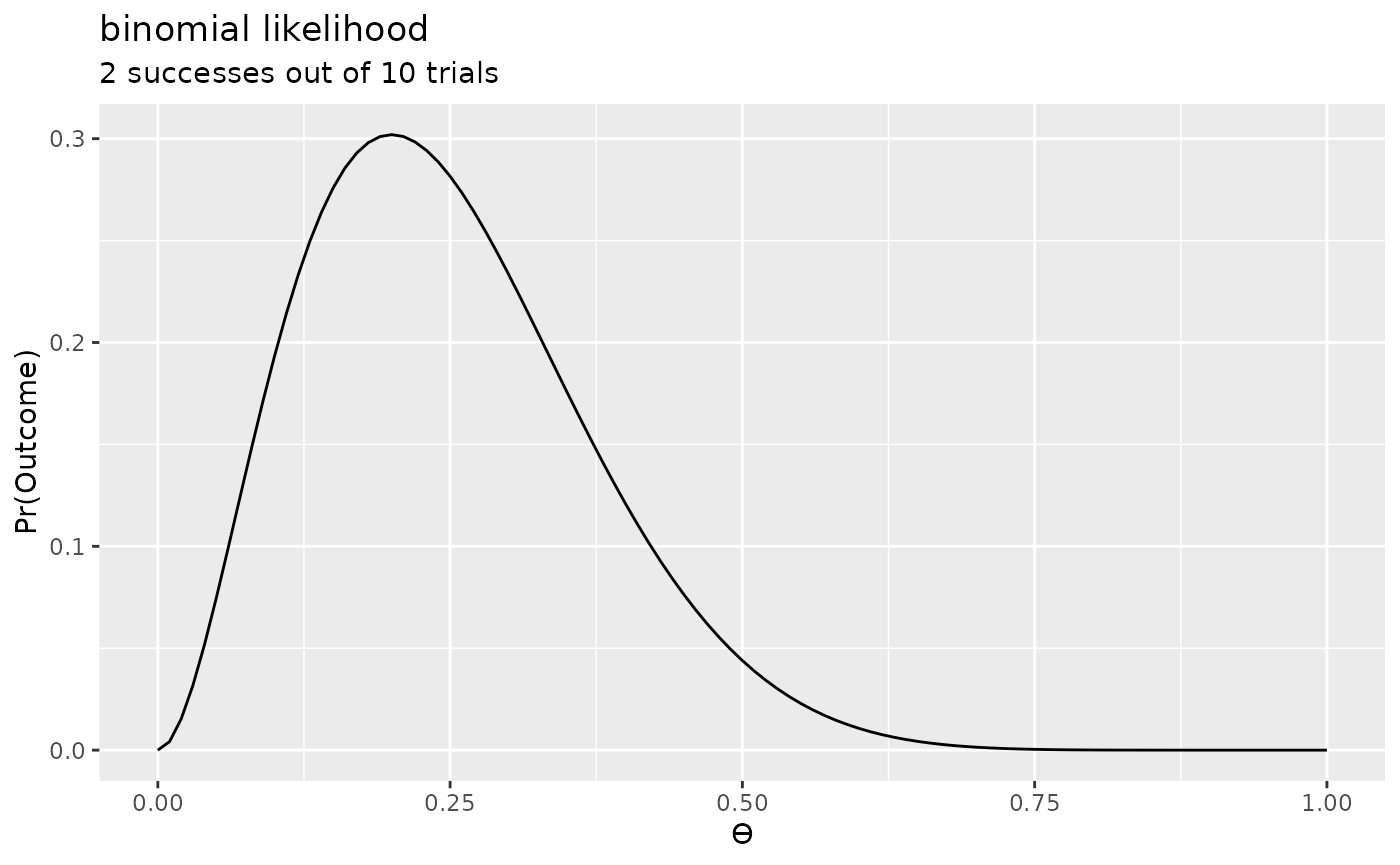 binomial likelihood
2 successes out of 10 trials
Pr(Outcome)
0.3
0.2
0.1
0.0
0.00 0.25 0.50 0.75 1.00
Θ